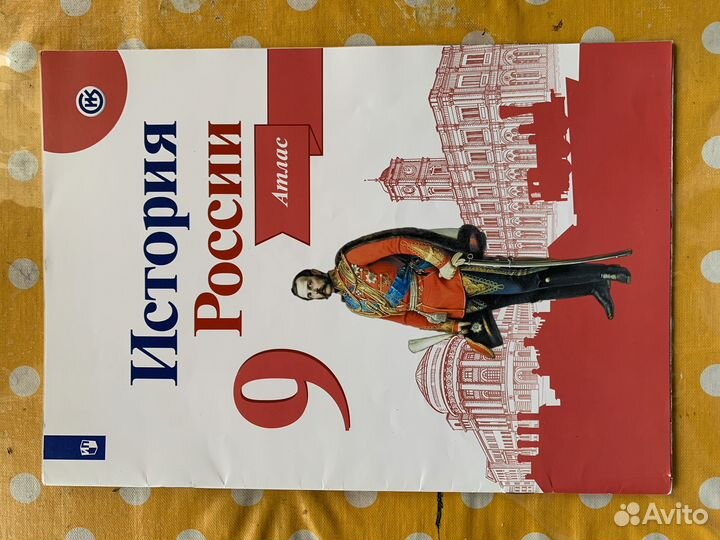 История
России
Атлас
9
Avito